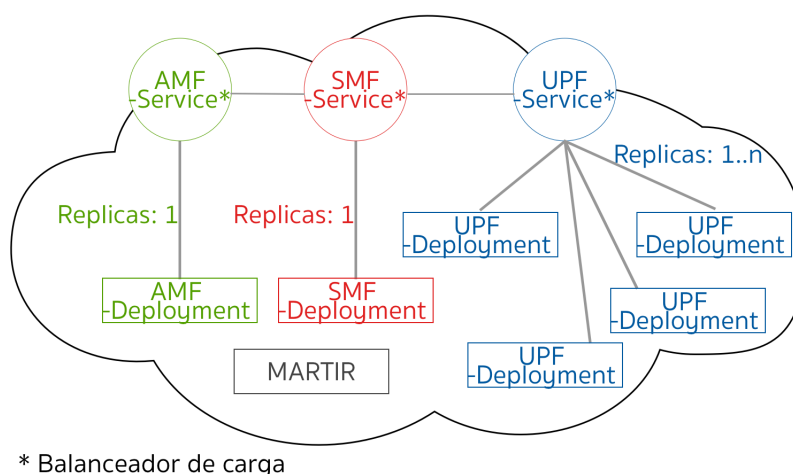 AMF
-Service*
SMF
-Service*
UPF
-Service*
Replicas: 1..n
Replicas: 1
Replicas: 1
UPF
-Deployment
UPF
-Deployment
AMF
-Deployment
SMF
-Deployment
UPF
-Deployment
UPF
-Deployment
MARTIR
* Balanceador de carga